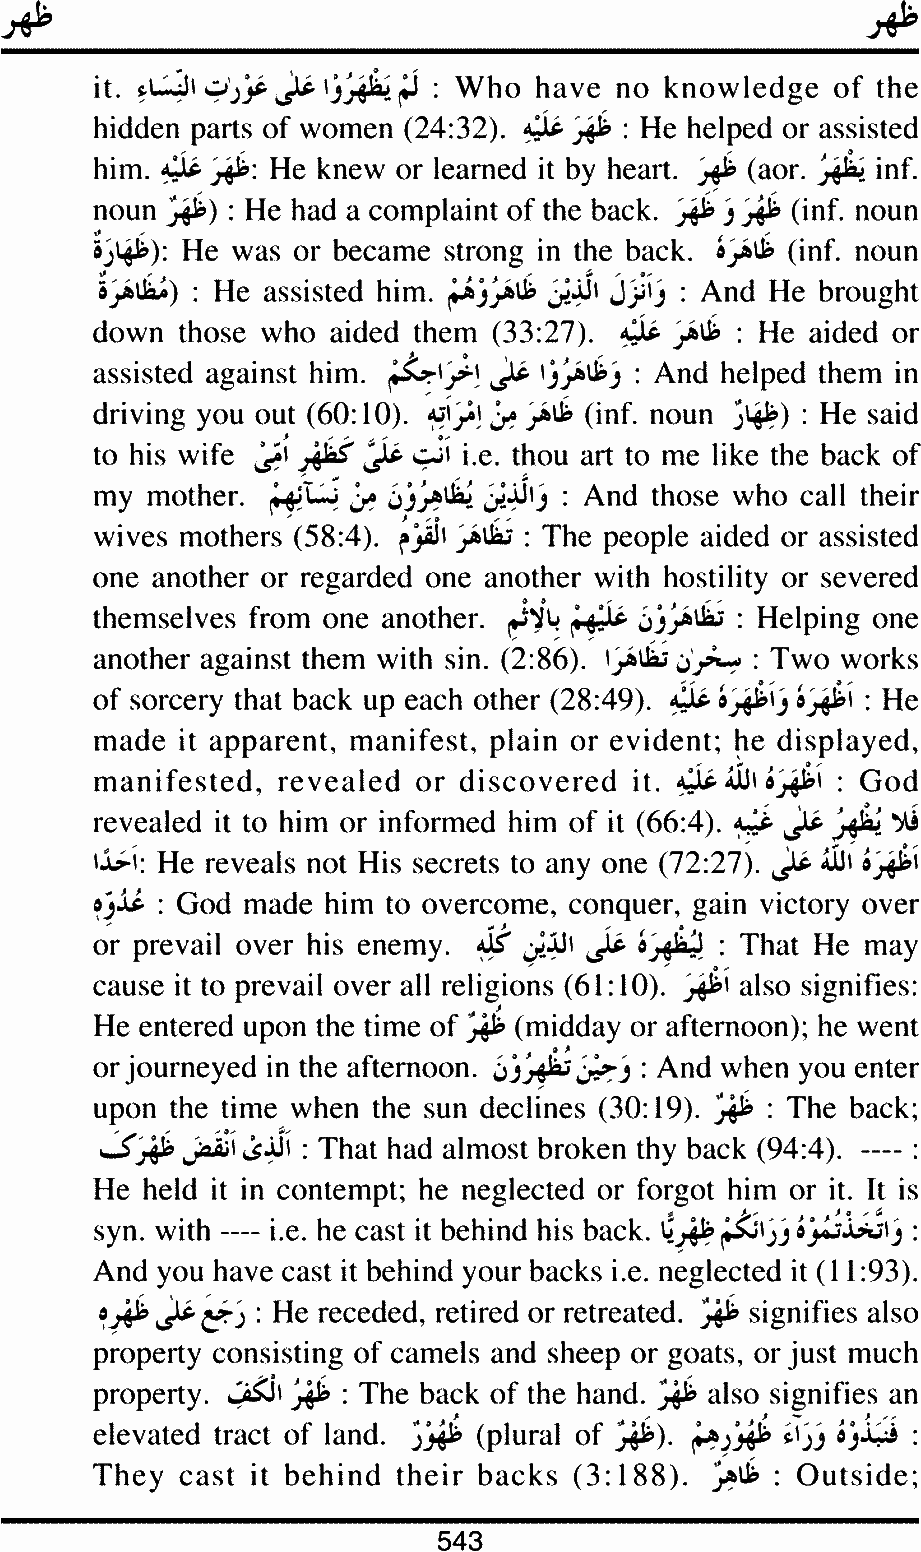 ظهر ظهر
it. لَمْ يَظْهَرُوْا عَلٰى عَوْرٰتِ النِّسَآءِ : Who have no knowledge of the
hidden parts of women (24:32). ظَهَرَ عَلَيْهِ : He helped or assisted
him. ظَهَرَ عَلَيْهِ: He knew or learned it by heart. ظَهِرَ (aor. يَظْهَرُ inf.
noun ظَهَرٌ) : He had a complaint of the back. ظَهُرَ وَ ظَهَرَ (inf. noun
ظَهَارَةٌ): He was or became strong in the back. ظَاهَرَهٗ (inf. noun
مُظَاهَرَةٌ) : He assisted him. وَاَنْزَلَ الَّذِيْنَ ظَاهَرُوْهُمْ : And He brought
down those who aided them (33:27). ظَاهَرَ عَلَيْهِ : He aided or
assisted against him. وَظَاهَرُوْا عَلٰى اِخْرَاجِكُمْ : And helped them in
driving you out (60:10). ظَاهَرَ مِنْ اِمْرَاَتِهٖ (inf. noun ظِهَارٌ) : He said
to his wife اَنْتِ عَلَىَّ كَظَهْرِ اُمِّىْ i.e. thou art to me like the back of
my mother. وَالَّذِيْنَ يُظَاهِرُوْنَ مِنْ نِّسَآئِهِمْ : And those who call their
wives mothers (58:4). تَظَاهَرَ الْقَوْمُ : The people aided or assisted
one another or regarded one another with hostility or severed
themselves from one another. تَظَاهَرُوْنَ عَلَيْهِمْ بِالْاِثْمِ : Helping one
another against them with sin. (2:86). سِحْرٰنِ تَظَاهَرَا : Two works
of sorcery that back up each other (28:49). اَظْهَرَهٗ وَاَظْهَرَهٗ عَلَيْهِ : He
made it apparent, manifest, plain or evident; he displayed,
manifested, revealed or discovered it. اَظْهَرَهُ اللّٰهُ عَلَيْهِ : God
revealed it to him or informed him of it (66:4). فَلَا يُظْهِرُ عَلٰى غَيْبِهٖ
اَحَدًا: He reveals not His secrets to any one (72:27). اَظْهَرَهُ اللّٰهُ عَلٰى
عَدُوِّهٖ : God made him to overcome, conquer, gain victory over
or prevail over his enemy. لِيُظْهِرَهٗ عَلَى الدِّيْنِ كُلِّهٖ : That He may
cause it to prevail over all religions (61:10). اَظْهَرَ also signifies:
He entered upon the time of ظُهْرٌ (midday or afternoon); he went
or journeyed in the afternoon. وَحِيْنَ تُظْهِرُوْنَ : And when you enter
upon the time when the sun declines (30:19). ظَهْرٌ : The back;
اَلَّذِىْ اَنْقَضَ ظَهْرَكَ : That had almost broken thy back (94:4). ---- :
He held it in contempt; he neglected or forgot him or it. It is
syn. with ---- i.e. he cast it behind his back. وَاتَّخَذْتُمُوْهُ وَرَآئَكُمْ ظِهْرِيًّا :
And you have cast it behind your backs i.e. neglected it (11:93).
رَجَعَ عَلٰى ظَهْرِهٖ : He receded, retired or retreated. ظَهْرٌ signifies also
property consisting of camels and sheep or goats, or just much
property. ظَهْرُ الْكَفِّ : The back of the hand. ظَهْرٌ also signifies an
elevated tract of land. ظُهُوْرٌ (plural of ظَهْرٌ). فَنَبَذُوْهُ وَرَآءَ ظُهُوْرِهِمْ :
They cast it behind their backs (3:188). ظَاهِرٌ : Outside;
543